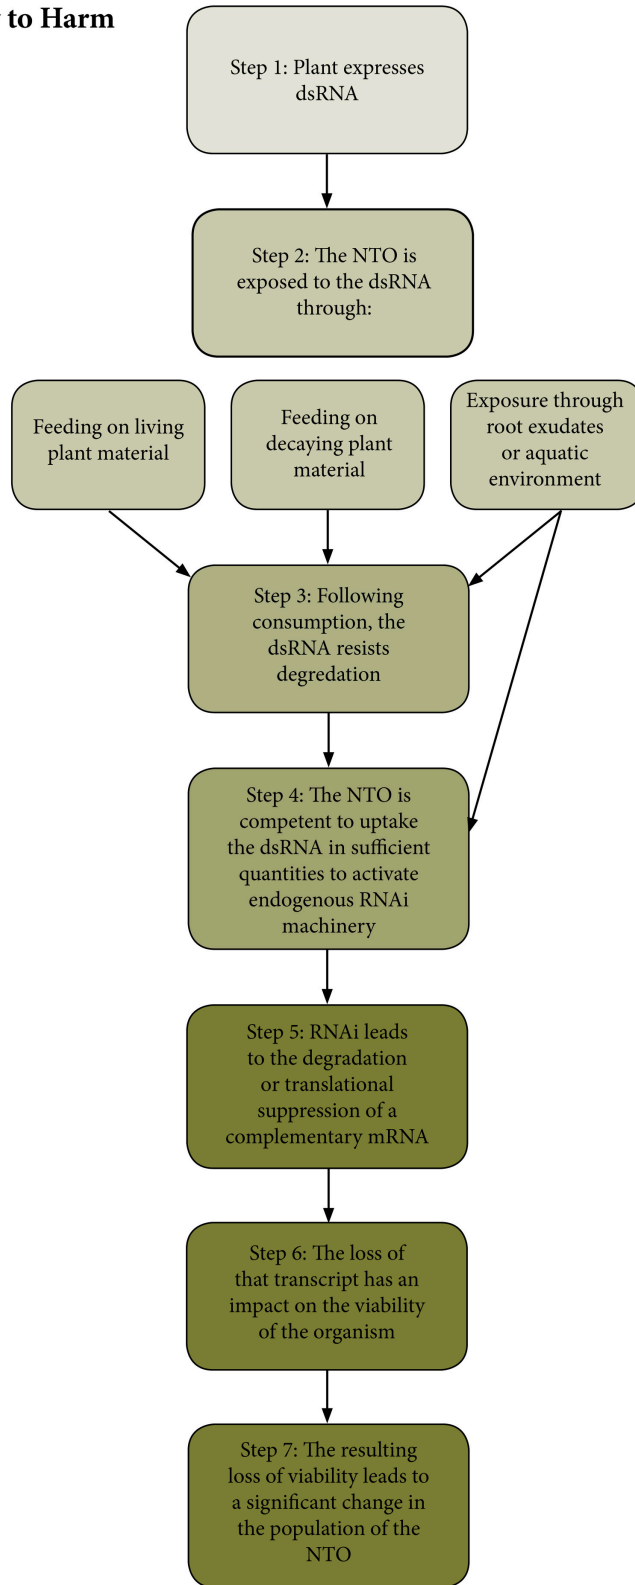 to Harm
Step 1: Plant expresses
dsRNA
Step 2: The NTO is
exposed to the dsRNA
through:
Feeding on living
plant material
Feeding on
decaying plant
material
Exposure through
root exudates
or aquatic
environment
Step 3: Following
consumption, the
dsRNA resists
degredation
Step 4: The NTO is
competent to uptake
the dsRNA in sufficient
quantities to activate
endogenous RNAi
machinery
Step 5: RNAi leads
to the degradation
or translational
suppression of a
complementary mRNA
Step 6: The loss of
that transcript has an
impact on the viability
of the organism
Step 7: The resulting
loss of viability leads to
a significant change in
the population of the
NTO